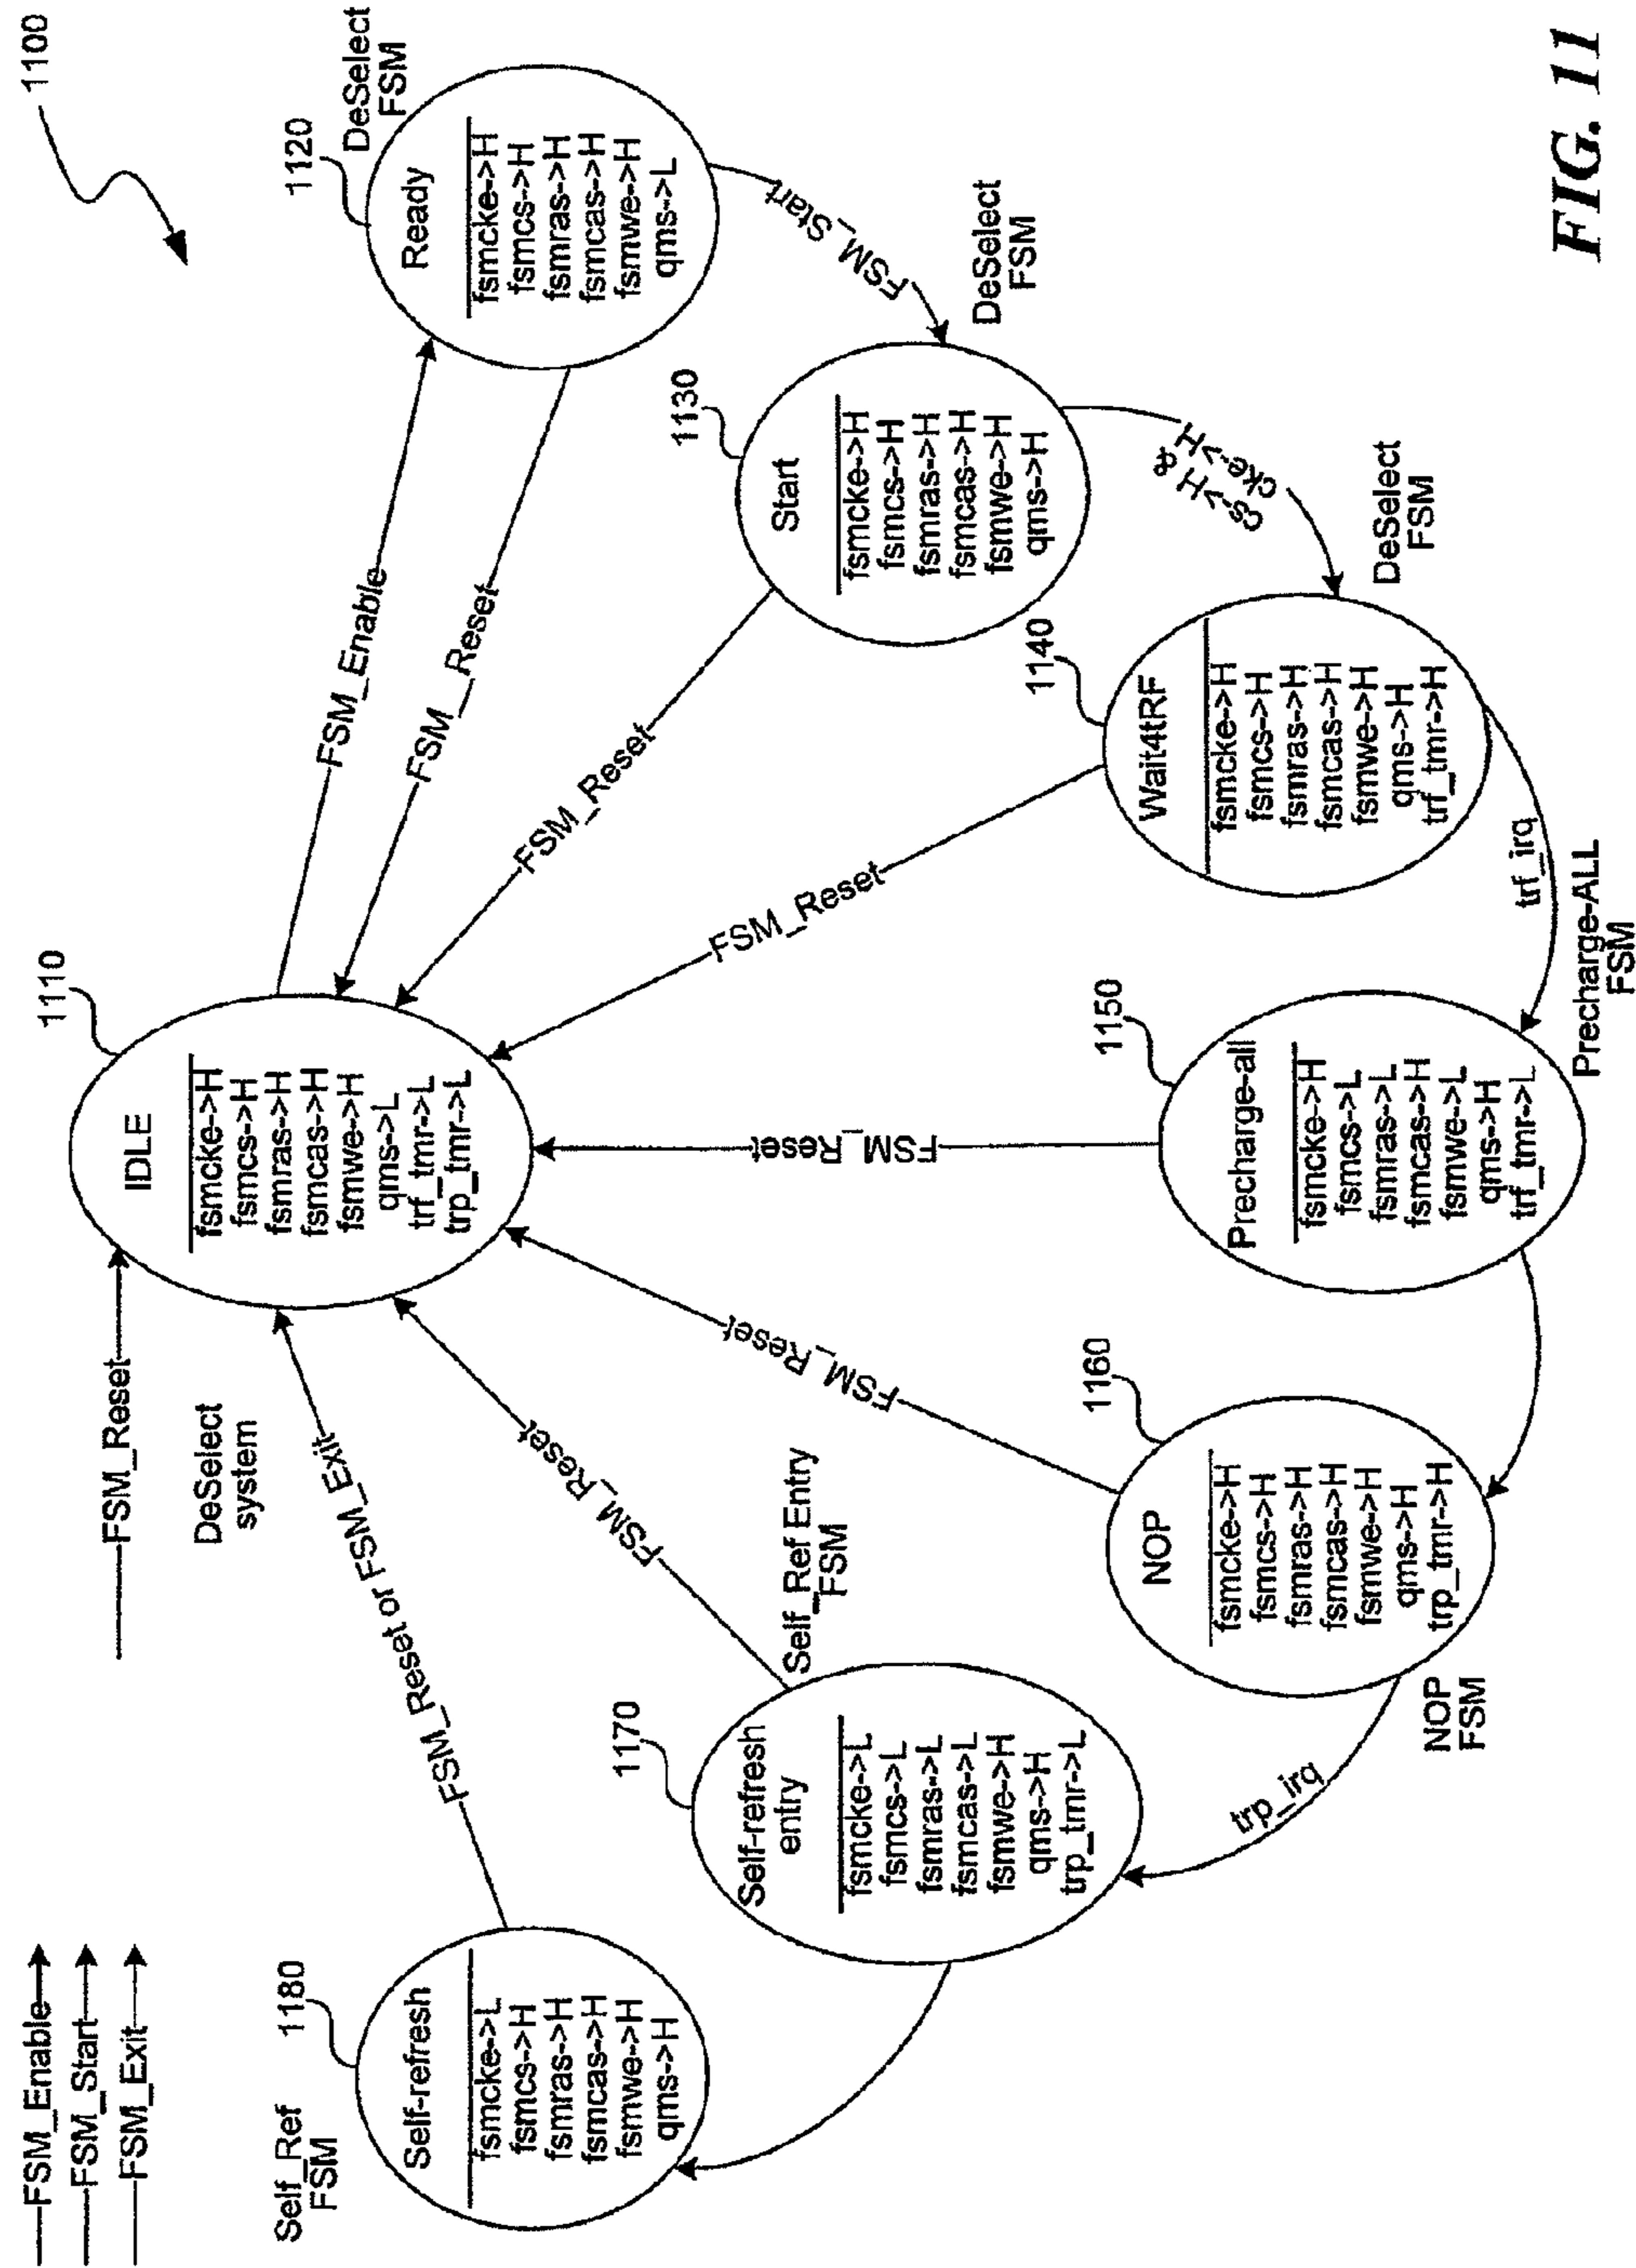 FSM_Enable
FSM_Start
FSM_Exit
1100
FSM_Reset
DeSelect
system
1110
IDLE
fsmcke->H
fsmcs->H
fsmras->H
fsmcas->H
fsmwe->H
qms->L
trf_tmr->L
trp_tmr->L
FSM_Enable
FSM_Reset
1120
DeSelect
FSM
Ready
fsmcke->H
fsmcs->H
fsmras->H
fsmcas->H
fsmwe->H
qms->L
FSM_Start
FSM_Reset
1130
DeSelect
FSM
Start
fsmcke->H
fsmcs->H
fsmras->H
fsmcas->H
fsmwe->H
qms->H
cs->H &
cke->H
FSM_Reset
1140
DeSelect
FSM
Wait4tRF
fsmcke->H
fsmcs->H
fsmras->H
fsmcas->H
fsmwe->H
qms->H
trf_tmr->H
trf_irq
FSM_Reset
1150
Precharge-ALL
FSM
Precharge-all
fsmcke->H
fsmcs->L
fsmras->L
fsmcas->H
fsmwe->L
qms->H
trf_tmr->L
FSM_Reset
1160
NOP
FSM
NOP
fsmcke->H
fsmcs->H
fsmras->H
fsmcas->H
fsmwe->H
qms->H
trp_tmr->H
trp_irq
FSM_Reset
1170
Self_Ref Entry
FSM
Self-refresh
entry
fsmcke->L
fsmcs->L
fsmras->L
fsmcas->L
fsmwe->H
qms->H
trp_tmr->L
FSM_Reset or FSM_Exit
1180
Self_Ref
FSM
Self-refresh
fsmcke->L
fsmcs->H
fsmras->H
fsmcas->H
fsmwe->H
qms->H
FIG. 11